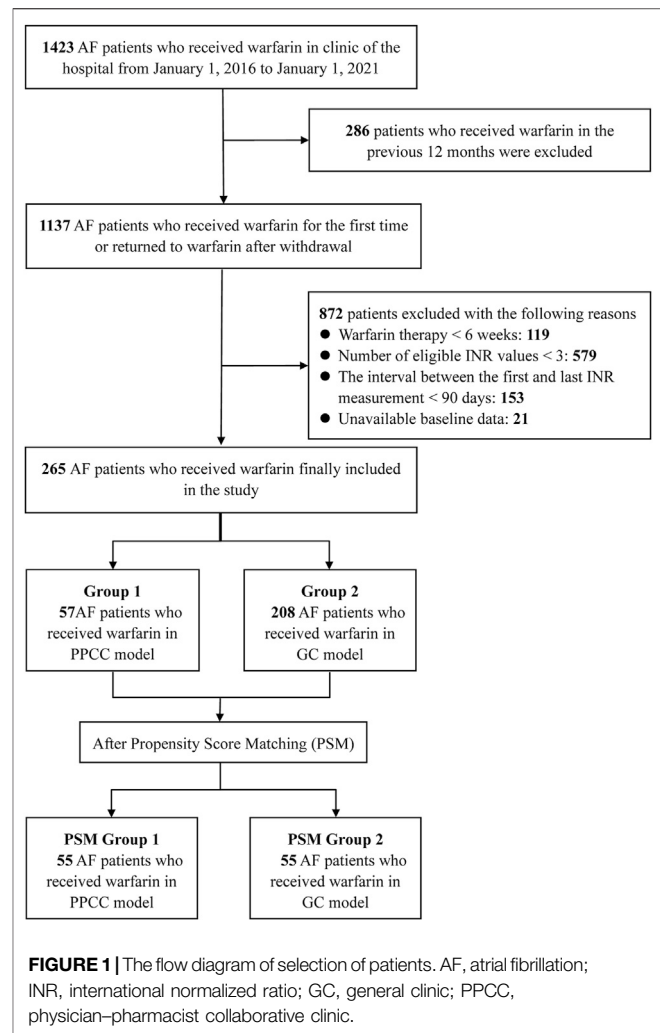 1423 AF patients who received warfarin in clinic of the
hospital from January 1, 2016 to January 1, 2021
286 patients who received warfarin in the
previous 12 months were excluded
1137 AF patients who received warfarin for the first time
or returned to warfarin after withdrawal
872 patients excluded with the following reasons
● Warfarin therapy < 6 weeks: 119
● Number of eligible INR values < 3: 579
● The interval between the first and last INR
measurement < 90 days: 153
● Unavailable baseline data: 21
265 AF patients who received warfarin finally included
in the study
Group 1
57AF patients who
received warfarin in
PPCC model
Group 2
208 AF patients who
received warfarin in
GC model
After Propensity Score Matching (PSM)
PSM Group 1
55 AF patients who
received warfarin in
PPCC model
PSM Group 2
55 AF patients who
received warfarin in
GC model
FIGURE 1 | The flow diagram of selection of patients. AF, atrial fibrillation;
INR, international normalized ratio; GC, general clinic; PPCC,
physician–pharmacist collaborative clinic.